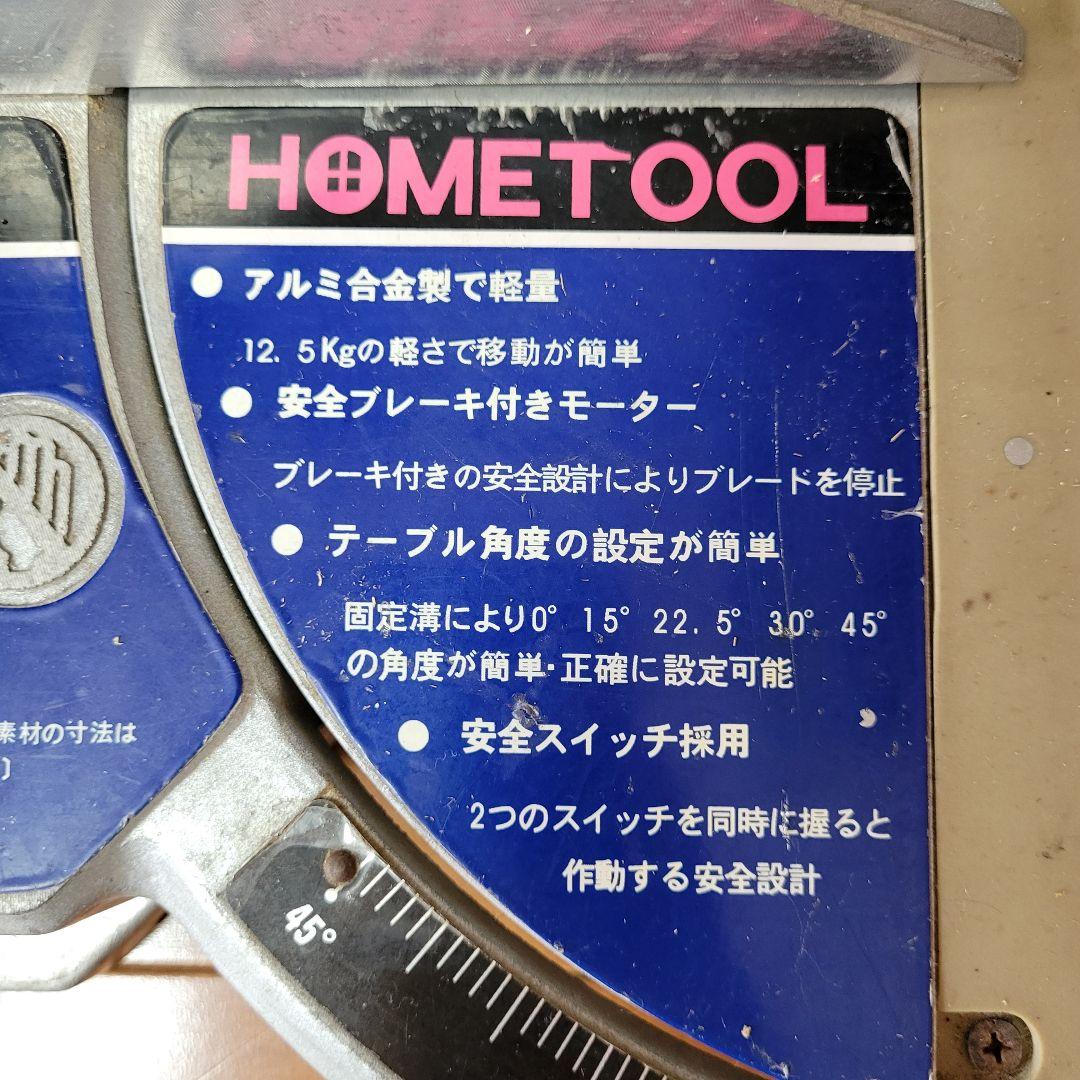 HOMETOOL
● アルミ合金製で軽量
12.5Kgの軽さで移動が簡単
● 安全ブレーキ付きモーター
ブレーキ付きの安全設計によりブレードを停止
● テーブル角度の設定が簡単
固定溝により0° 15° 22.5° 30° 45°
の角度が簡単・正確に設定可能
● 安全スイッチ採用
2つのスイッチを同時に握ると
作動する安全設計
素材の寸法は
45°